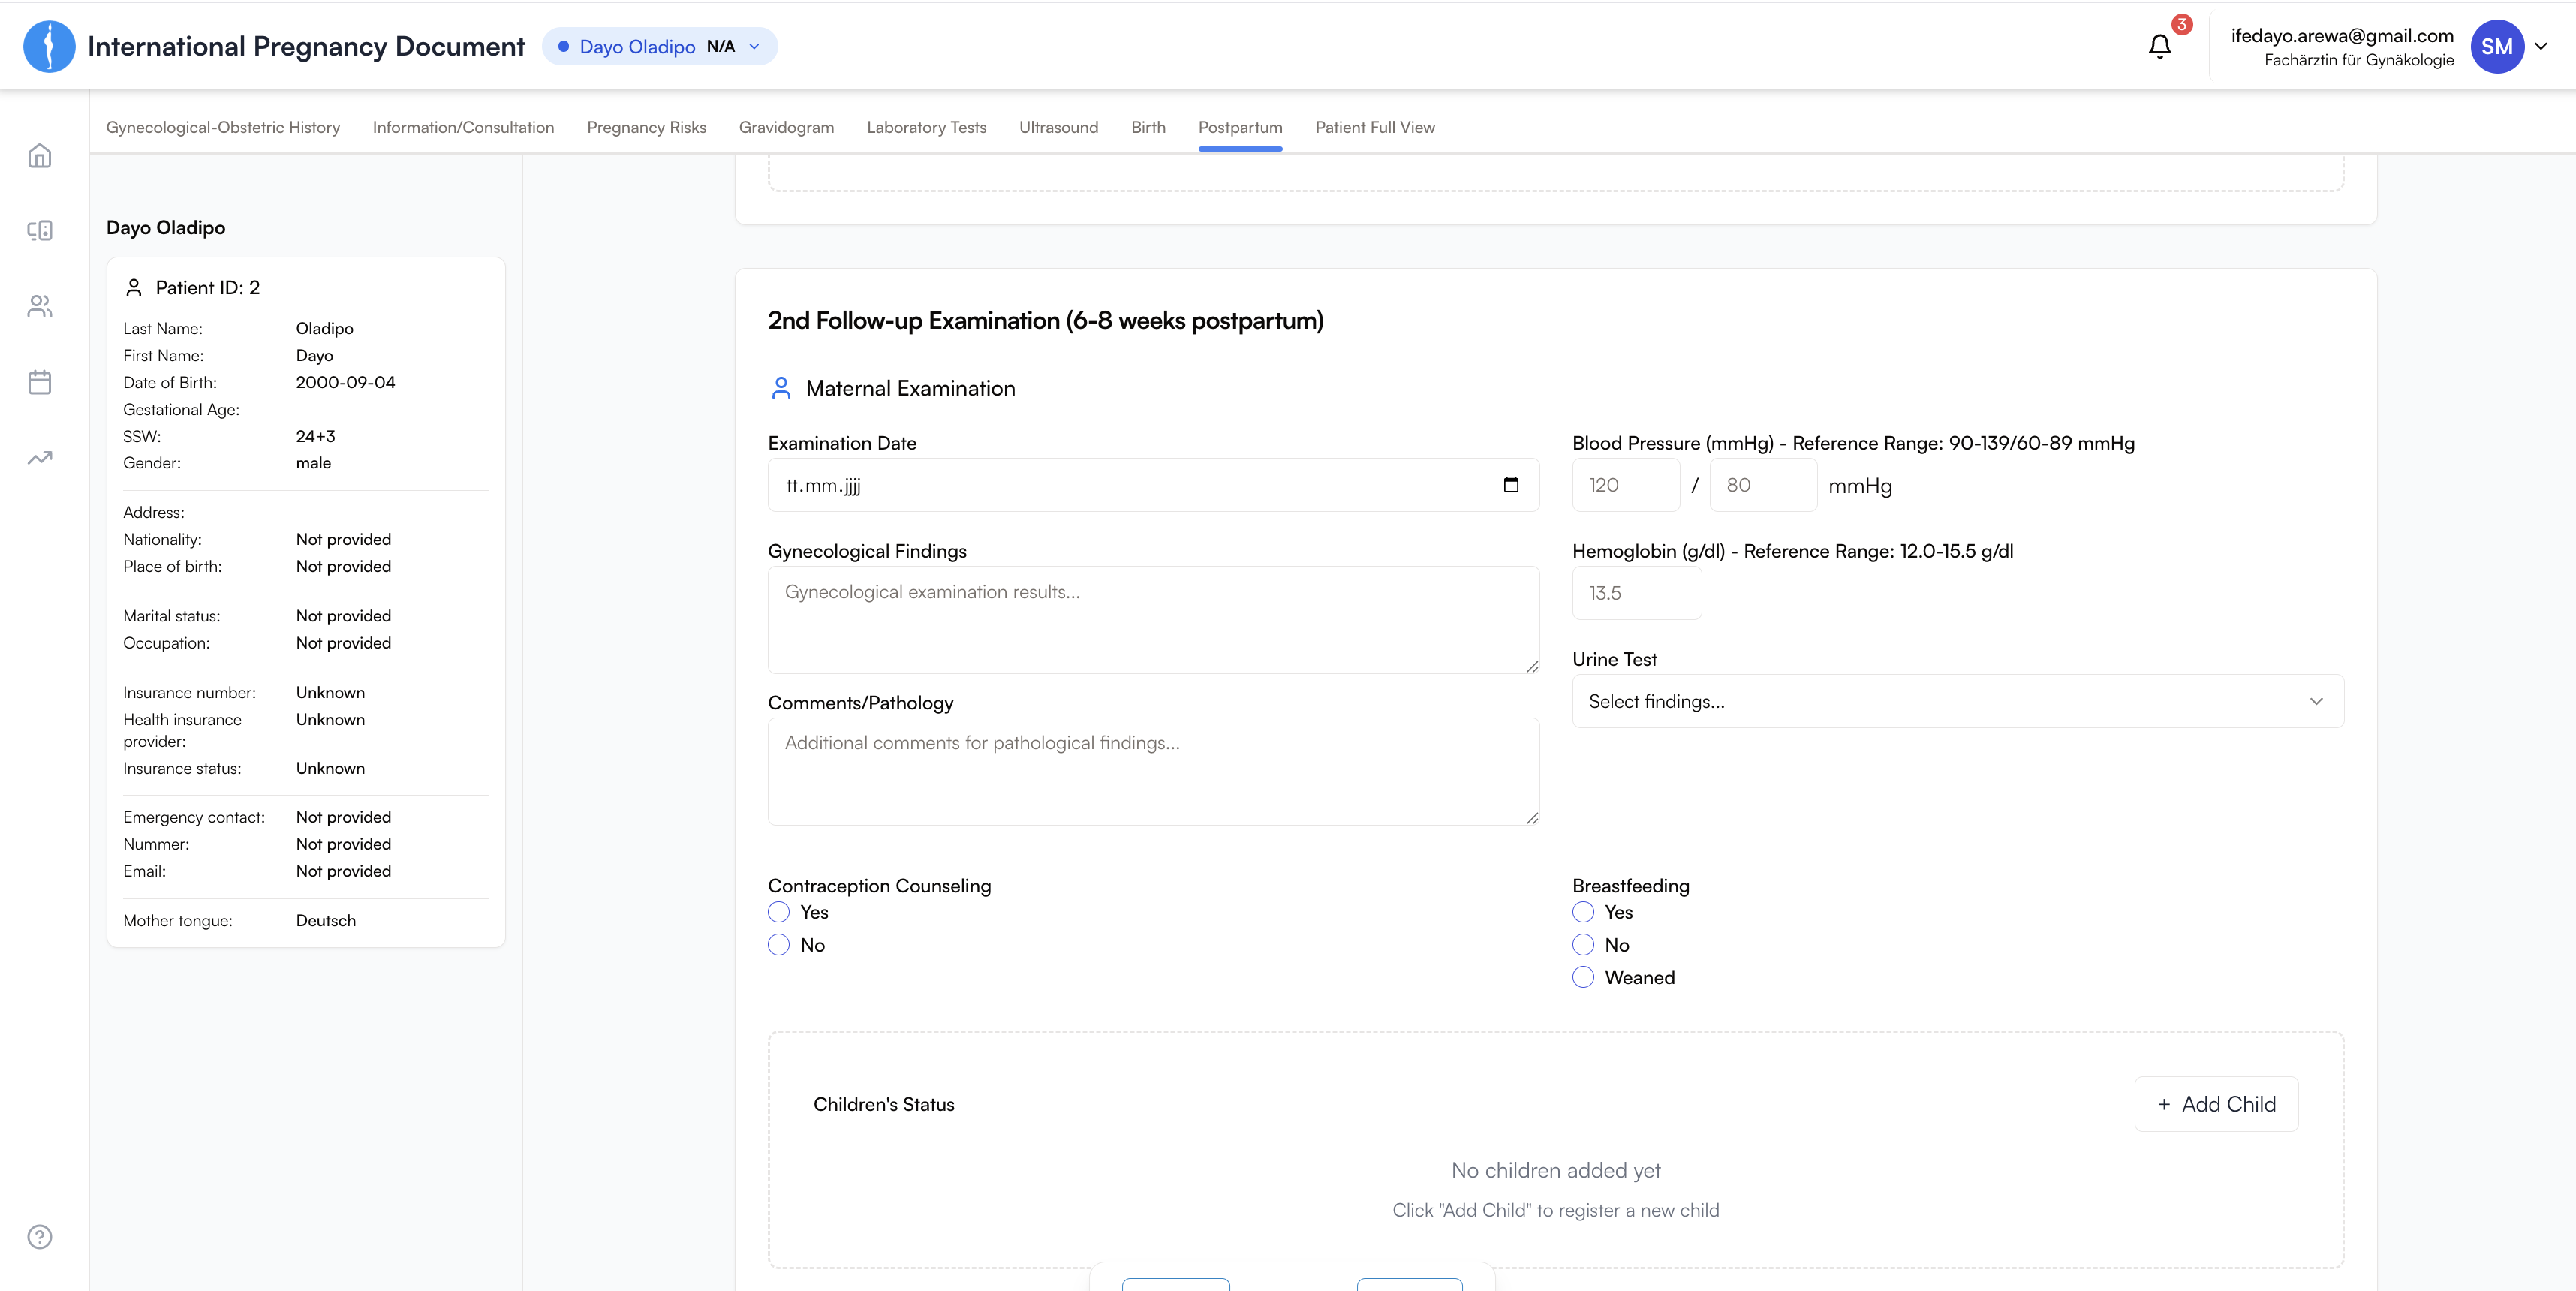 International Pregnancy Document
Dayo Oladipo N/A
3
ifedayo.arewa@gmail.com
Fachärztin für Gynäkologie
SM
Gynecological-Obstetric History
Information/Consultation
Pregnancy Risks
Gravidogram
Laboratory Tests
Ultrasound
Birth
Postpartum
Patient Full View
Dayo Oladipo
Patient ID: 2
Last Name: Oladipo
First Name: Dayo
Date of Birth: 2000-09-04
Gestational Age:
SSW: 24+3
Gender: male
Address:
Nationality: Not provided
Place of birth: Not provided
Marital status: Not provided
Occupation: Not provided
Insurance number: Unknown
Health insurance Unknown
provider:
Insurance status: Unknown
Emergency contact: Not provided
Nummer: Not provided
Email: Not provided
Mother tongue: Deutsch
2nd Follow-up Examination (6-8 weeks postpartum)
Maternal Examination
Examination Date
tt.mm.jjjj
Blood Pressure (mmHg) - Reference Range: 90-139/60-89 mmHg
120 / 80 mmHg
Gynecological Findings
Gynecological examination results...
Hemoglobin (g/dl) - Reference Range: 12.0-15.5 g/dl
13.5
Urine Test
Select findings...
Comments/Pathology
Additional comments for pathological findings...
Contraception Counseling
Yes
No
Breastfeeding
Yes
No
Weaned
Children's Status
+ Add Child
No children added yet
Click "Add Child" to register a new child